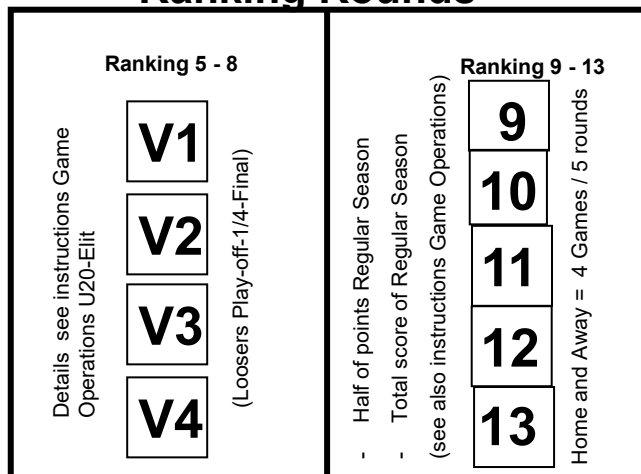 Ranking Rounds
Ranking 5 - 8
Details see instructions Game
Operations U20-Elit
V1
V2
V3
V4
(Loosers Play-off-1/4-Final)
Ranking 9 - 13
- Half of points Regular Season
- Total score of Regular Season
(see also instructions Game Operations)
9
10
11
12
13
Home and Away = 4 Games / 5 rounds